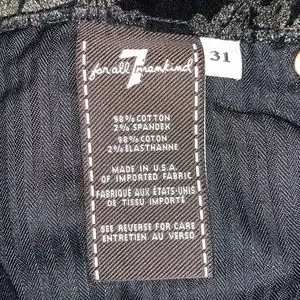 7
for all mankind
31
98% COTTON
2% SPANDEX
98% COTON
2% ELASTHANNE
MADE IN U.S.A.
OF IMPORTED FABRIC
FABRIQUÉ AUX ÉTATS-UNIS
DE TISSU IMPORTÉ
SEE REVERSE FOR CARE
ENTRETIEN AU VERSO